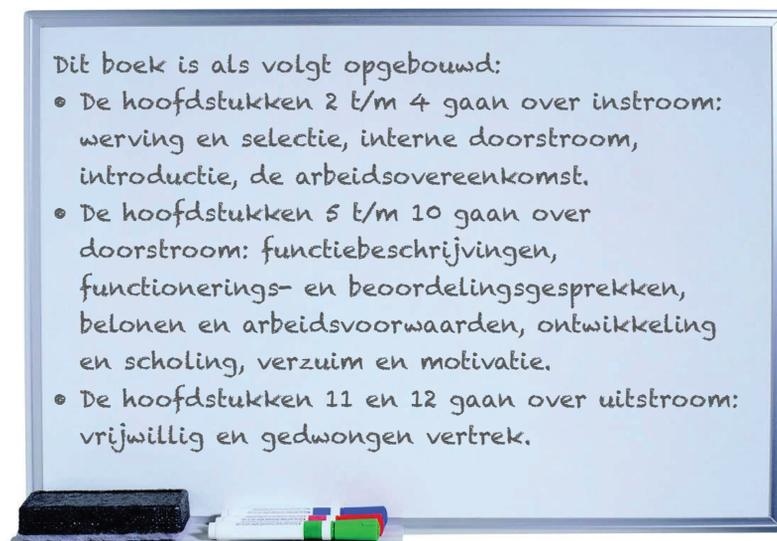 Dit boek is als volgt opgebouwd:
• De hoofdstukken 2 t/m 4 gaan over instroom:
werving en selectie, interne doorstroom,
introductie, de arbeidsovereenkomst.
• De hoofdstukken 5 t/m 10 gaan over
doorstroom: functiebeschrijvingen,
functionerings- en beoordelingsgesprekken,
belonen en arbeidsvoorwaarden, ontwikkeling
en scholing, verzuim en motivatie.
• De hoofdstukken 11 en 12 gaan over uitstroom:
vrijwillig en gedwongen vertrek.